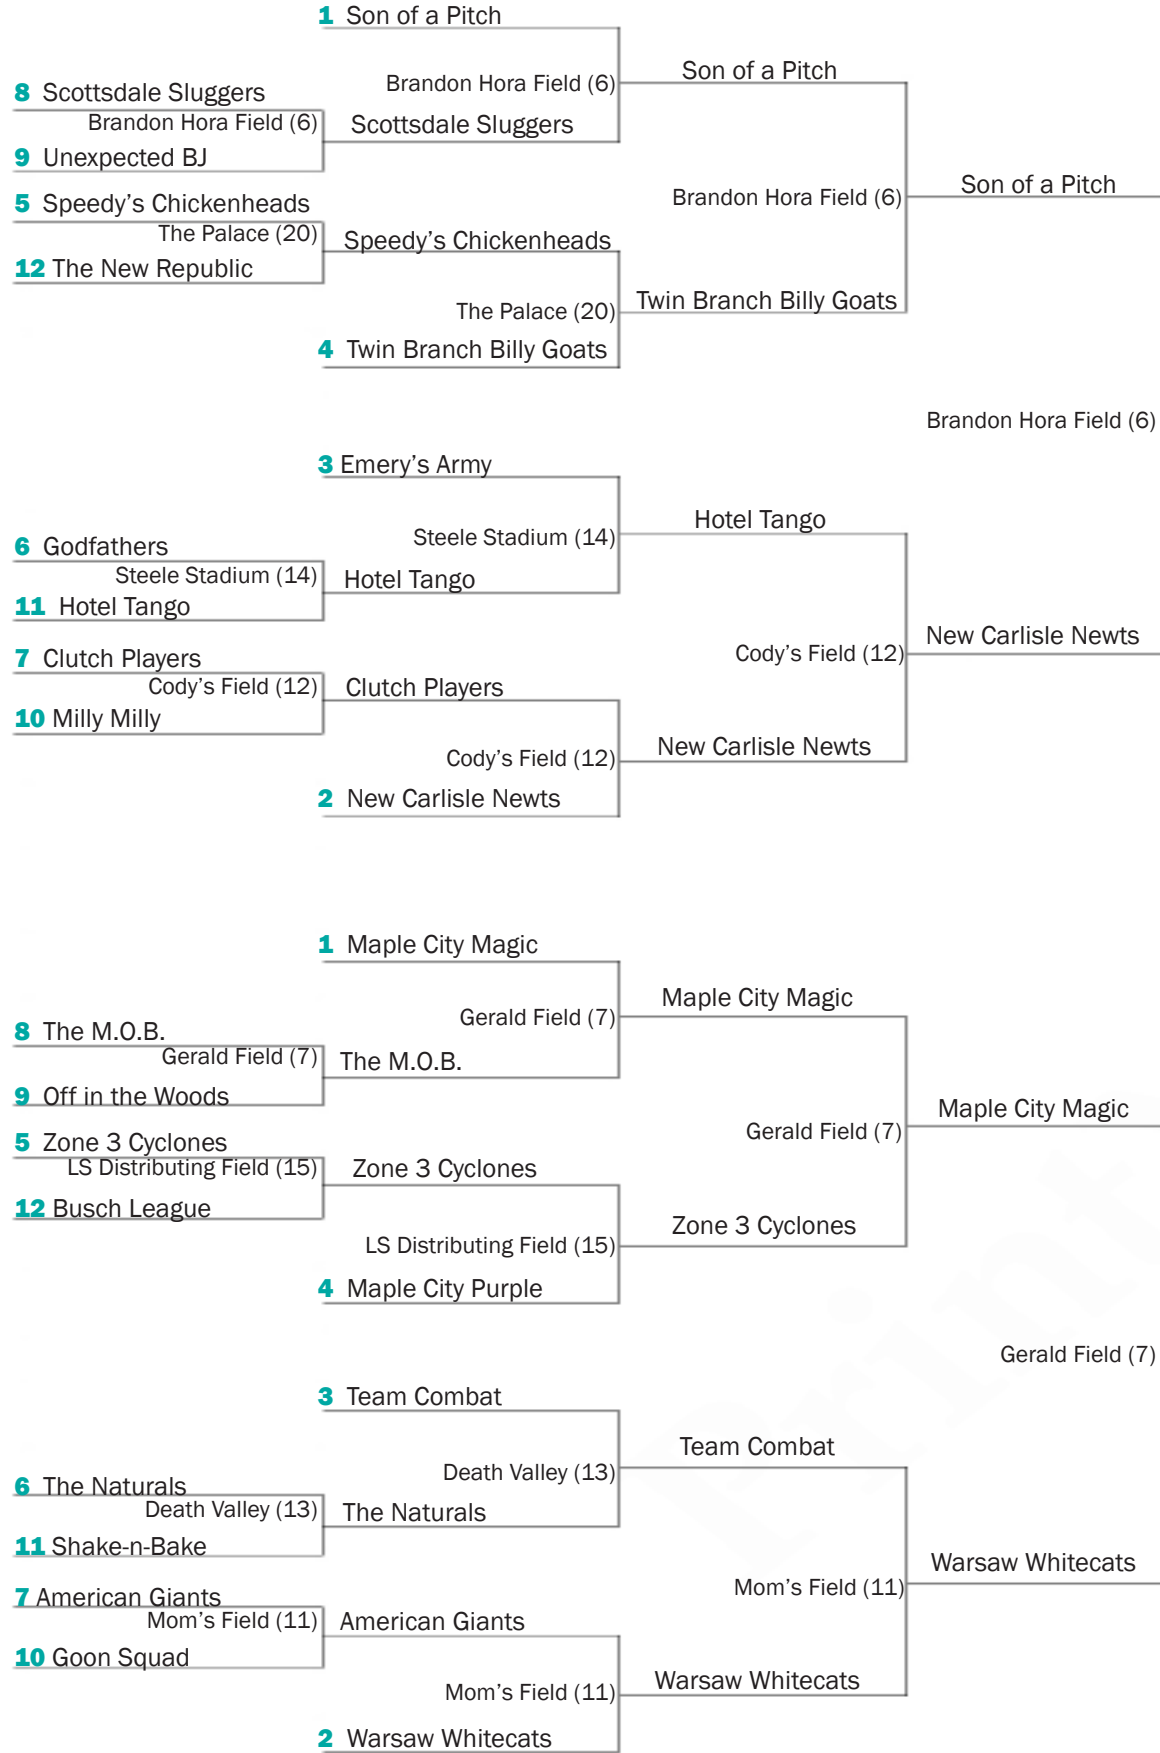 1 Son of a Pitch
Son of a Pitch
Brandon Hora Field (6)
8 Scottsdale Sluggers
Brandon Hora Field (6)
Scottsdale Sluggers
9 Unexpected BJ
Son of a Pitch
Brandon Hora Field (6)
5 Speedy's Chickenheads
The Palace (20)
Speedy's Chickenheads
12 The New Republic
Twin Branch Billy Goats
The Palace (20)
4 Twin Branch Billy Goats
Brandon Hora Field (6)
3 Emery's Army
Hotel Tango
Steele Stadium (14)
6 Godfathers
Steele Stadium (14)
Hotel Tango
11 Hotel Tango
New Carlisle Newts
Cody's Field (12)
7 Clutch Players
Cody's Field (12)
Clutch Players
10 Milly Milly
New Carlisle Newts
Cody's Field (12)
2 New Carlisle Newts
1 Maple City Magic
Maple City Magic
Gerald Field (7)
8 The M.O.B.
Gerald Field (7)
The M.O.B.
9 Off in the Woods
Maple City Magic
Gerald Field (7)
5 Zone 3 Cyclones
LS Distributing Field (15)
Zone 3 Cyclones
12 Busch League
Zone 3 Cyclones
LS Distributing Field (15)
4 Maple City Purple
Gerald Field (7)
3 Team Combat
Team Combat
Death Valley (13)
6 The Naturals
Death Valley (13)
The Naturals
11 Shake-n-Bake
Warsaw Whitecats
Mom's Field (11)
7 American Giants
Mom's Field (11)
American Giants
10 Goon Squad
Warsaw Whitecats
Mom's Field (11)
2 Warsaw Whitecats
Print